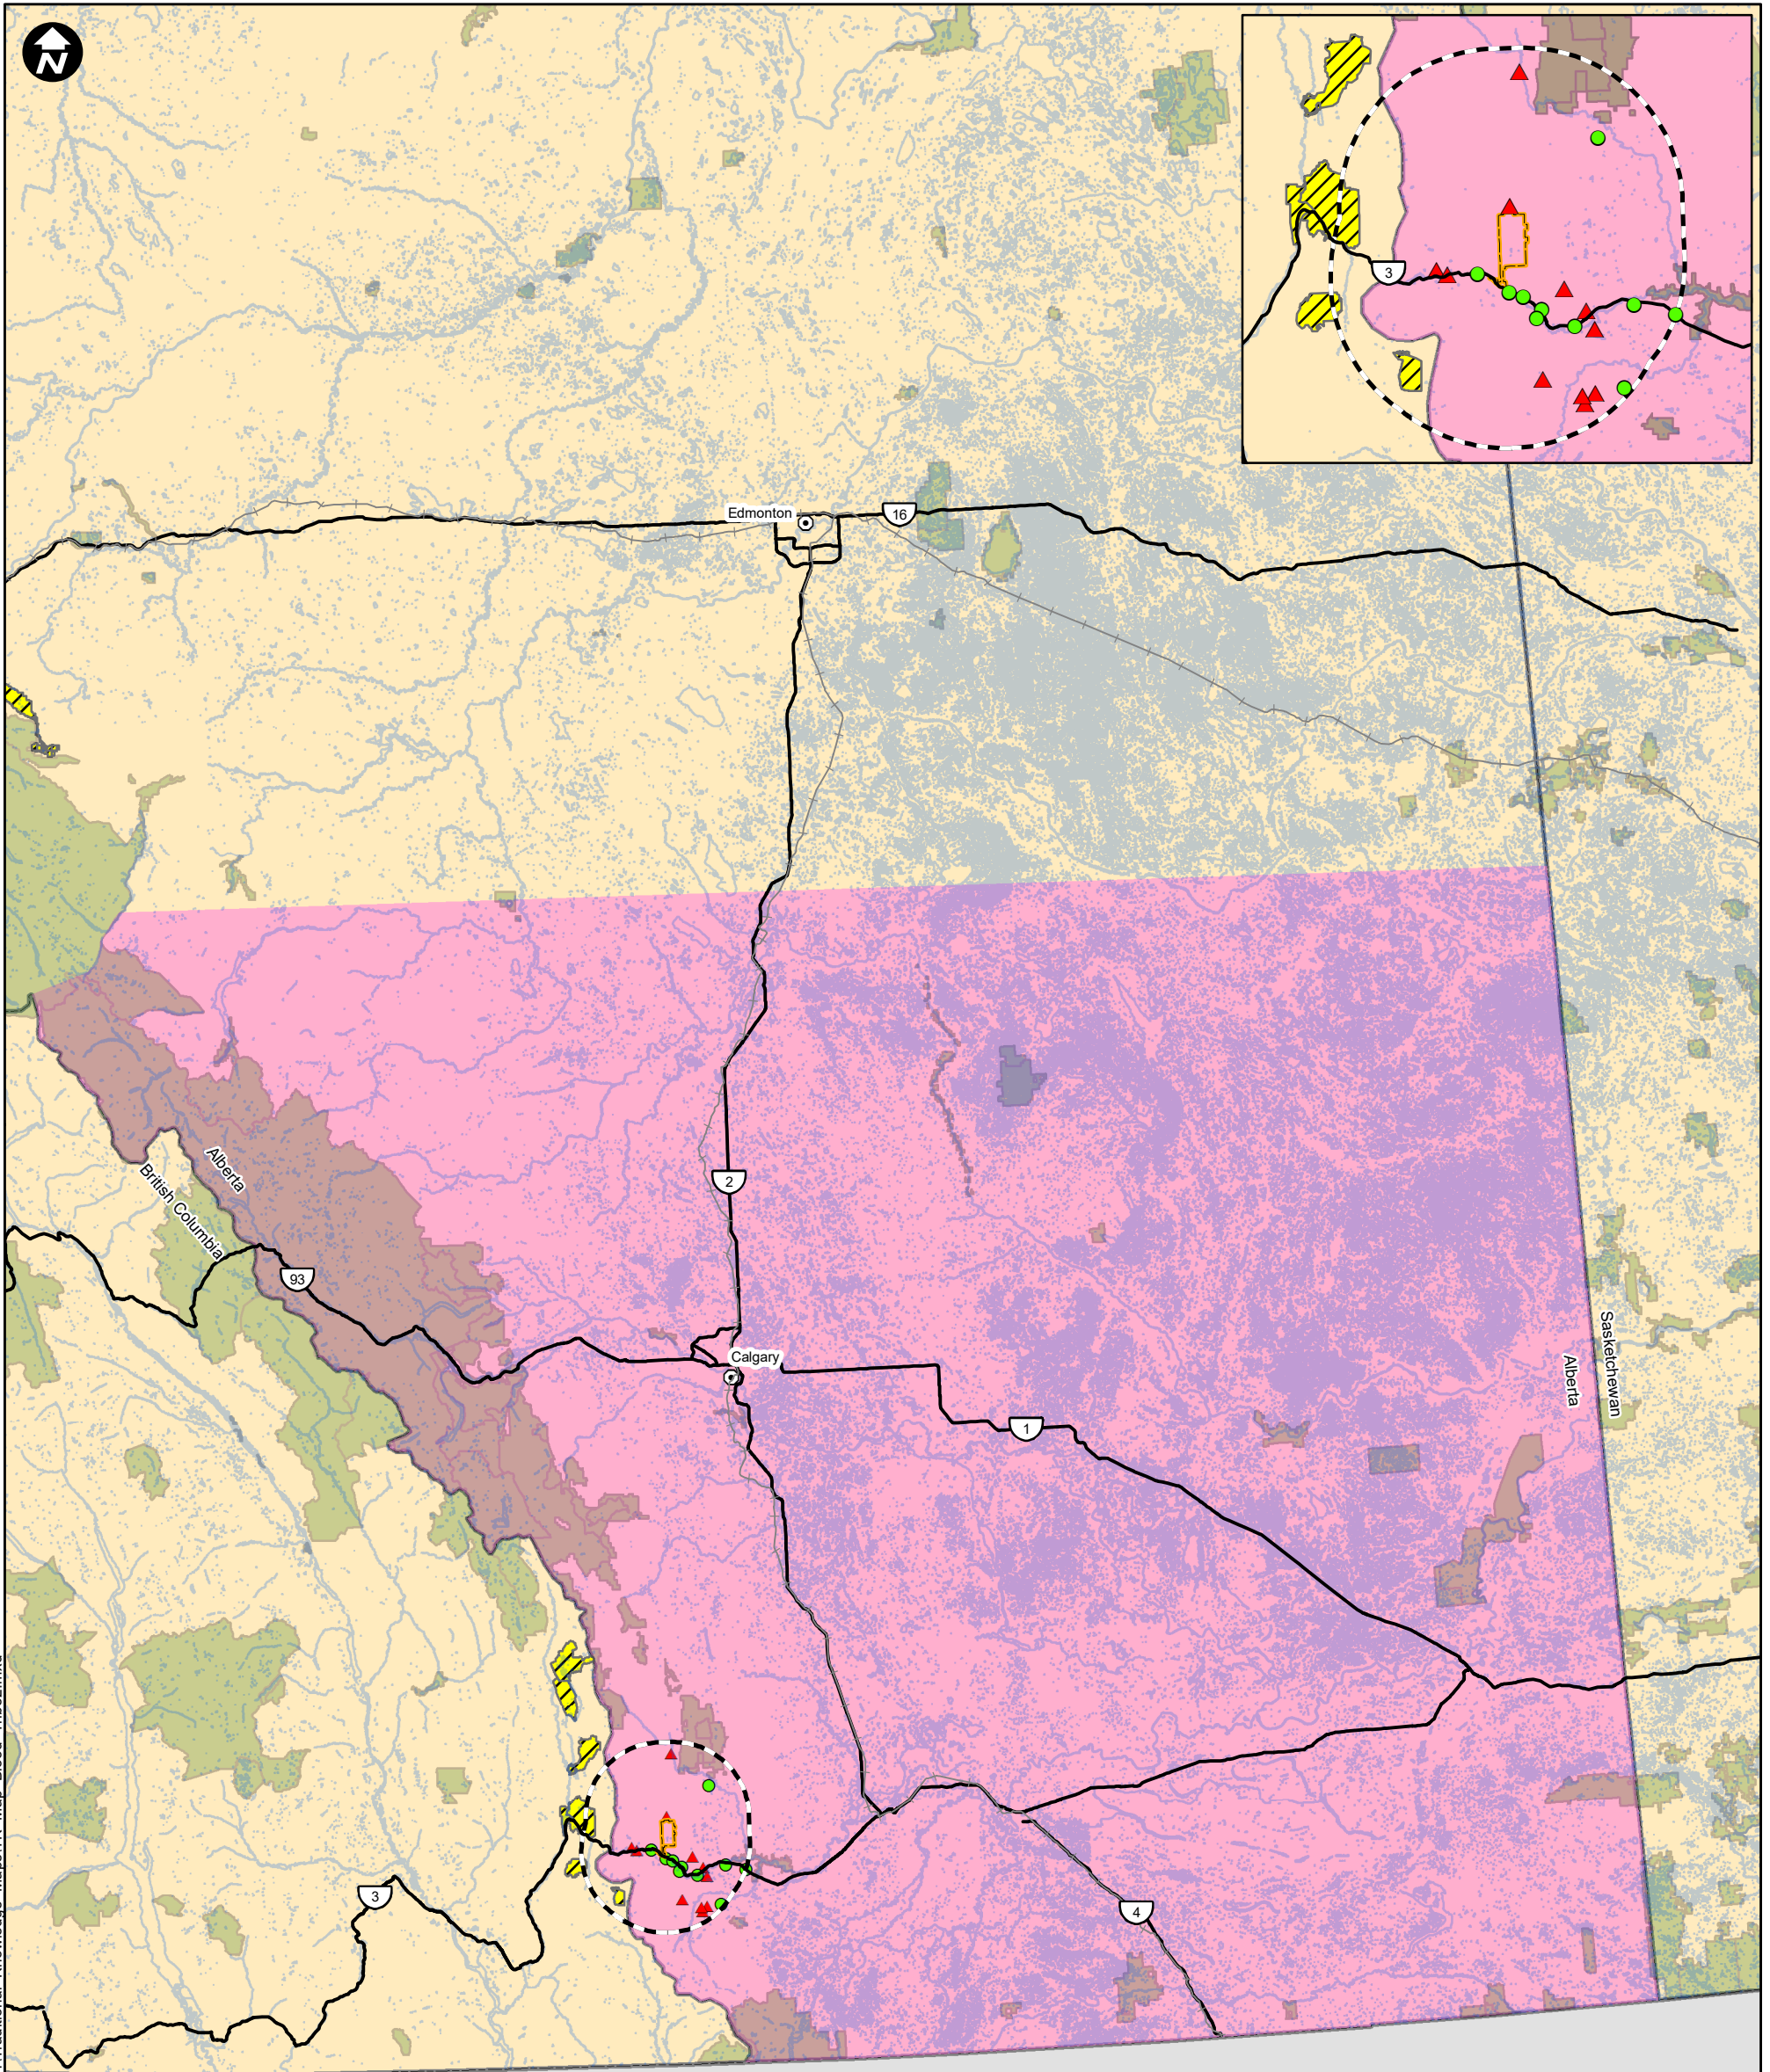 N
3
Edmonton
16
Alberta
British Columbia
2
93
Calgary
1
Saskatchewan
Alberta
3
4